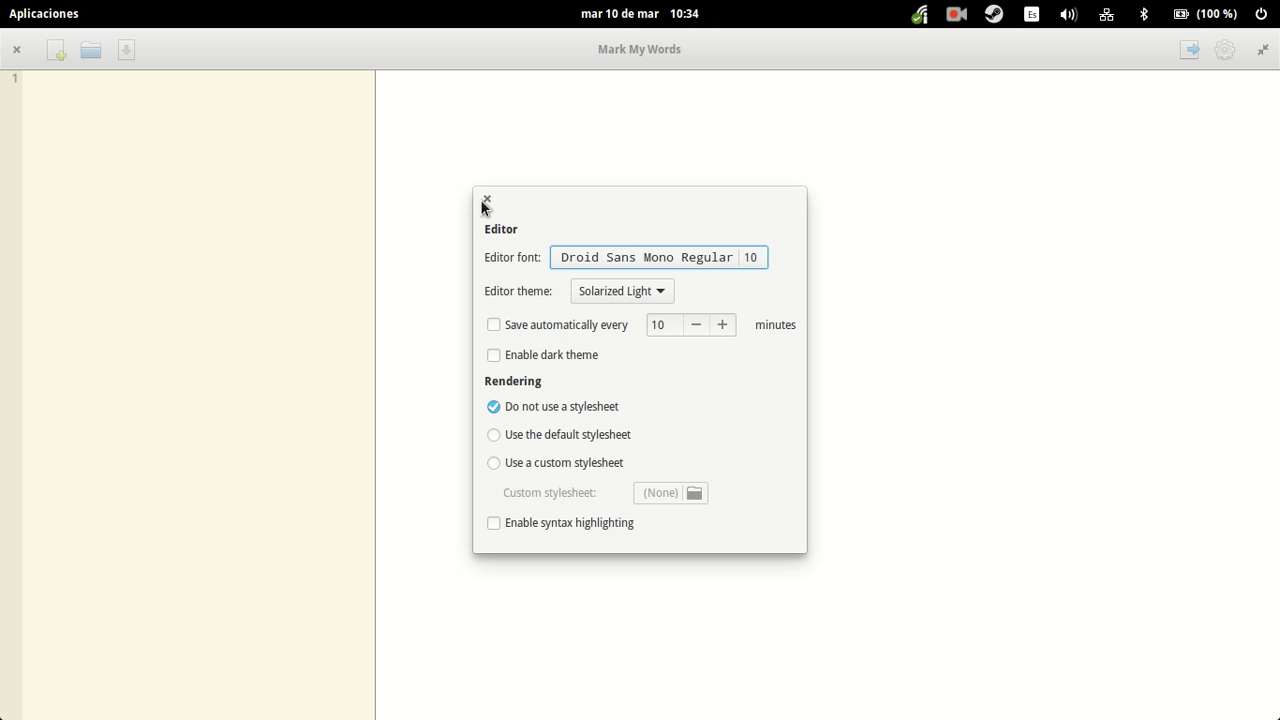 Aplicaciones
mar 10 de mar 10:34
Es
(100 %)
Mark My Words
1
Editor
Editor font: Droid Sans Mono Regular 10
Editor theme: Solarized Light
Save automatically every 10 minutes
Enable dark theme
Rendering
Do not use a stylesheet
Use the default stylesheet
Use a custom stylesheet
Custom stylesheet: (None)
Enable syntax highlighting